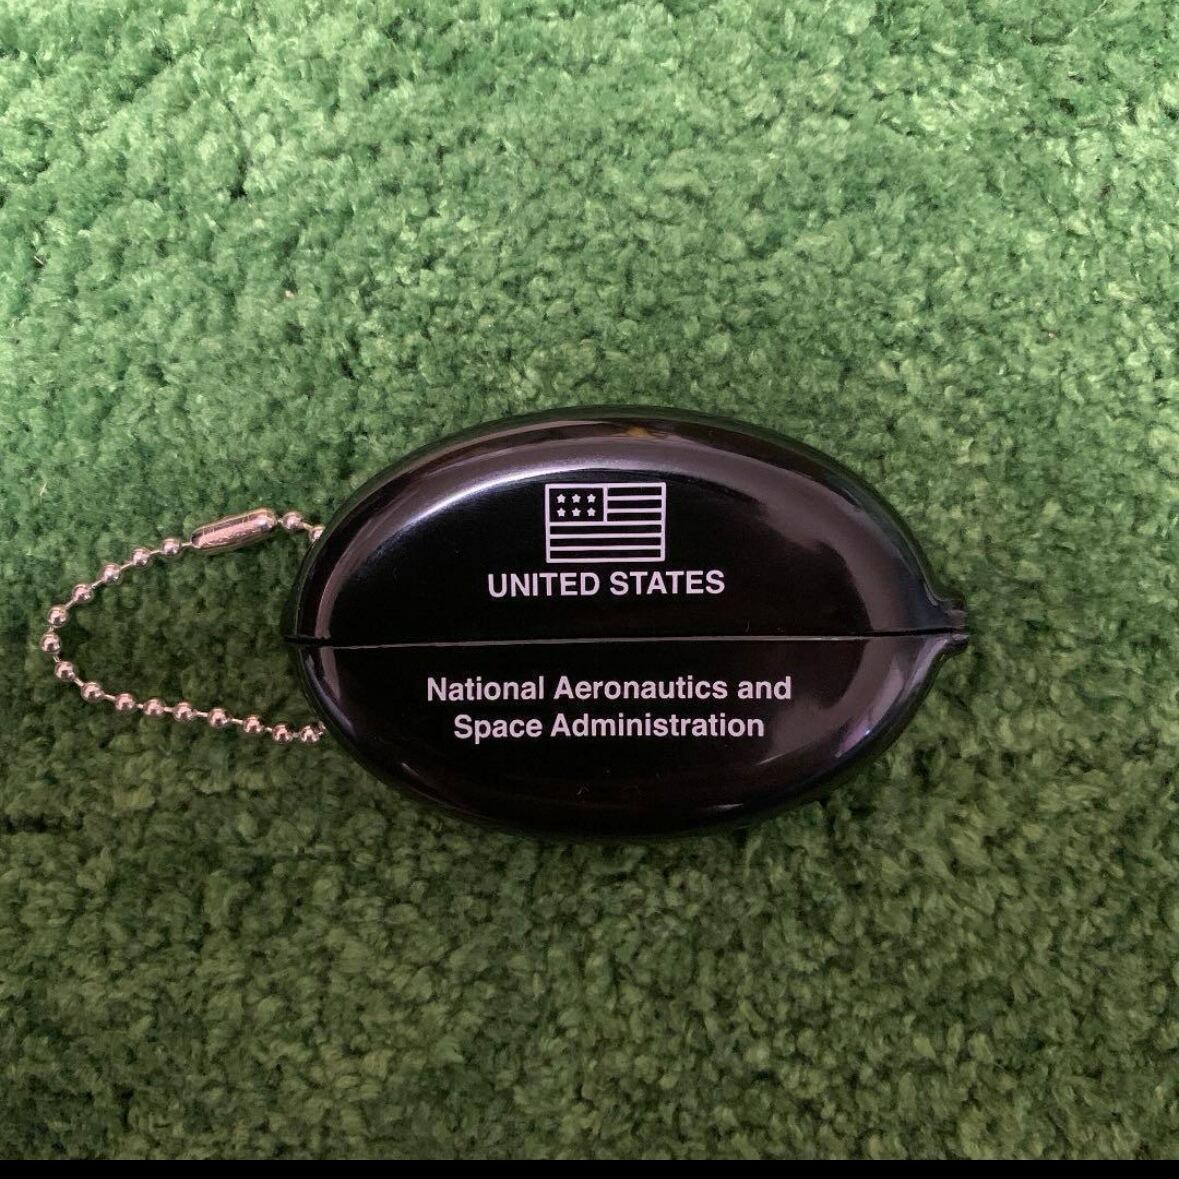 UNITED STATES
National Aeronautics and
Space Administration